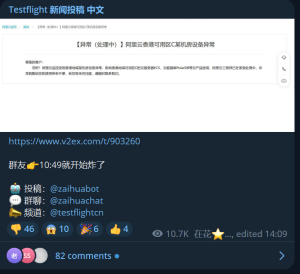 Testflight 新闻投稿 中文
【异常（处理中）】阿里云香港可用区C某机房设备异常
https://www.v2ex.com/t/903260
群友👉10:49就开始炸了
🤖 投稿：@zaihuabot
💬 群聊：@zaihuachat
📣 频道：@testflightcn
👎 46 😱 10 🎉 6 👍 4
10.7K 在花⭐..., edited 14:09
82 comments